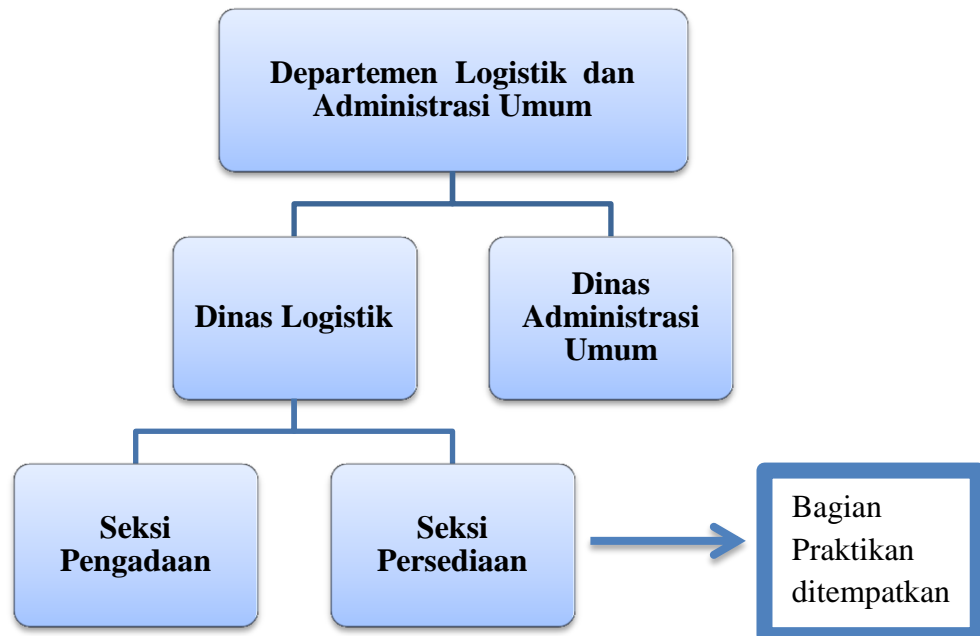 Departemen Logistik dan
Administrasi Umum
Dinas Logistik
Dinas
Administrasi
Umum
Seksi
Pengadaan
Seksi
Persediaan
Bagian
Praktikan
ditempatkan